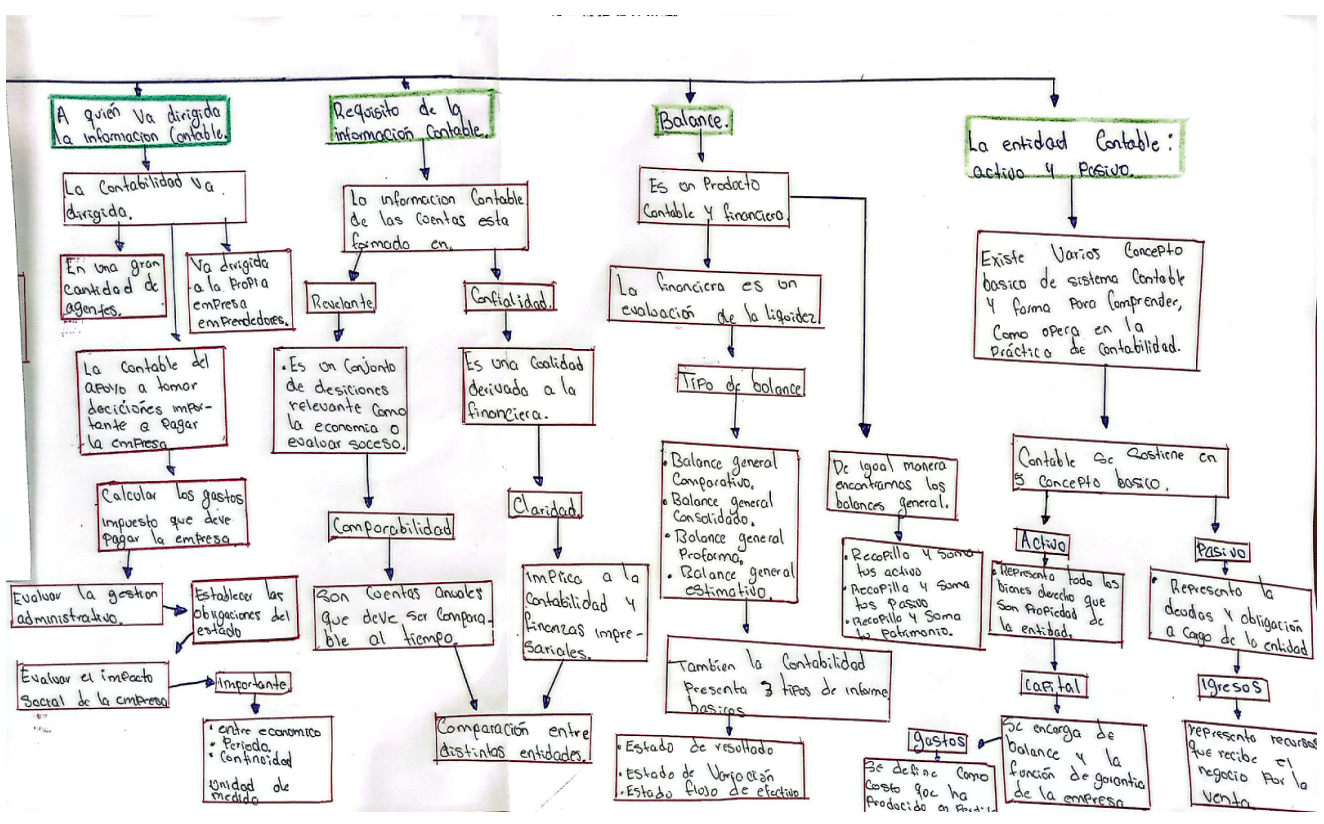 A quién va dirigida
la informacion Contable.
La Contabilidad va
dirigida.
En una gran
cantidad de
agentes.
Va dirigida
a la propia
empresa
emprendedores.
La contable del
apoyo a tomar
deciciones impor-
tante a Pagar
la empresa
Calcular los gastos
impuesto que deve
Pagar la empresa.
Evaluar la gestion
administrativo.
Establecer las
obligaciones del
estado
Evaluar el impacto
Social de la empresa
importante
• entre economico
• Periodo.
• Continoidad
Unidad de
medido
Requisito de la
informacion Contable.
La informacion Contable
de las Cuentas esta
formado en.
Revelante.
• Es un Conjunto
de desiciones
relevante Como
la economia o
evaluar soceso.
Comparabilidad
Son Cuentas anuales
que deve ser Compara-
ble al tiempo.
Confialidad.
Es una Coalidad
derivada a la
financiera.
Claridad.
implica a la
Contabilidad y
finanzas impre-
sariales.
Comparación entre
distintas entidades.
Balance.
Es un Producto
Contable y financiera.
La financiera es un
evaluación de la liquidez
Tipo de balance
• Balance general
Comparativo.
• Balance general
Consolidado.
• Balance general
Proforma.
• Balance general
estimativo.
De igual manera
encontramos los
balances general.
• Recopilla y Soma
tus activo
• Recopilla y Soma
tus Pasivo
• Recopilla y Soma
tu Patrimonio.
Tambien la Contabilidad
Presenta 3 tipos de informe
basicos
• Estado de resultado
• Estado de Variación
• Estado flujo de efectivo
La entidad Contable:
activo y Pasivo.
Existe Varios Concepto
basico de sistema Contable
y forma Para Comprender,
Como opera en la
Práctica de Contabilidad.
Contable Se Sostiene en
5 Concepto basico.
Activo
• Representa todo los
bienes derecho que
Son Propiedad de
la entidad.
Capital
Se encarga de
balance y la
función de garantia
de la empresa
gastos
Se define Como
Costo que ha
Producido en
Pasivo
• Representa la
deudas y obligación
a Cargo de la entidad
Igresos
representa recursos
que recibe el
negocio Por la
venta.